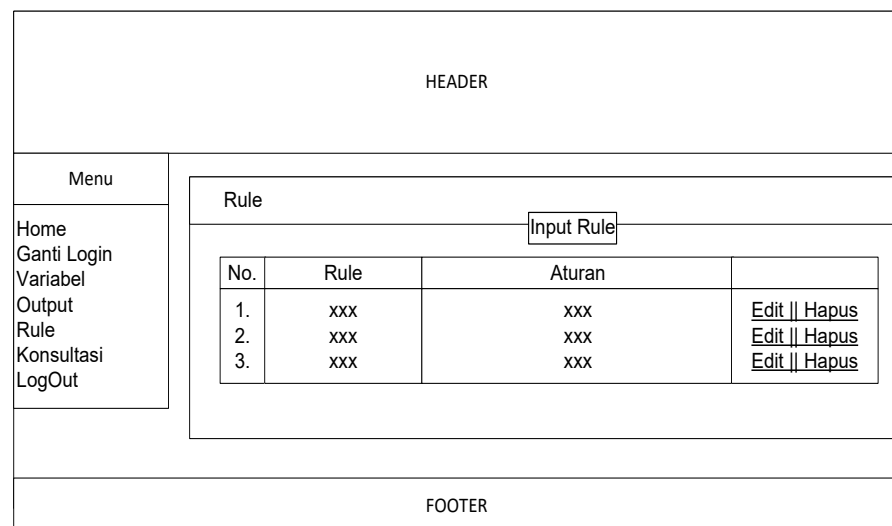 HEADER
Menu
Home
Ganti Login
Variabel
Output
Rule
Konsultasi
LogOut
Rule
Input Rule
No. Rule Aturan
1. xxx xxx Edit || Hapus
2. xxx xxx Edit || Hapus
3. xxx xxx Edit || Hapus
FOOTER